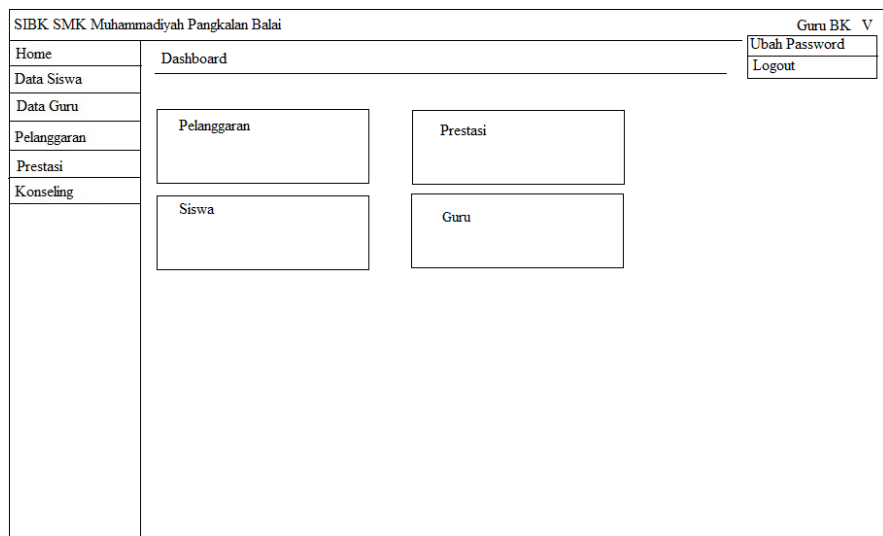 SIBK SMK Muhammadiyah Pangkalan Balai
Guru BK V
Ubah Password
Logout
Home
Data Siswa
Data Guru
Pelanggaran
Prestasi
Konseling
Dashboard
Pelanggaran
Prestasi
Siswa
Guru